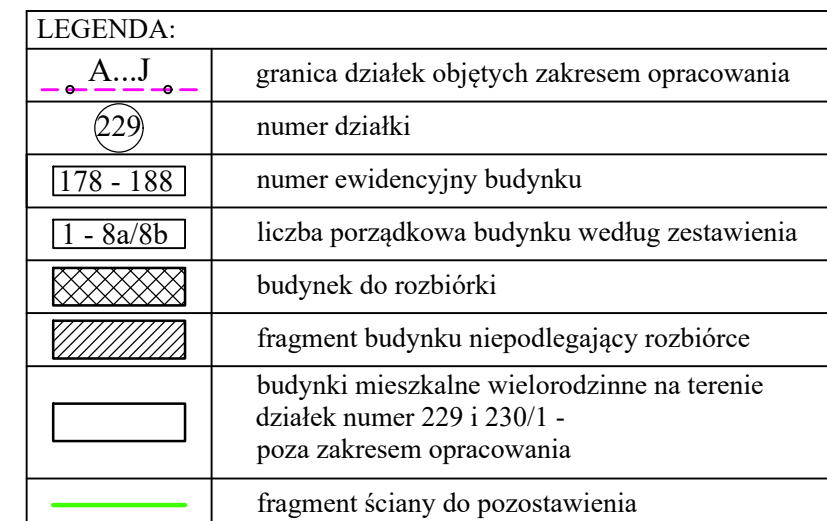 LEGENDA:
A...J granica działek objętych zakresem opracowania
229 numer działki
178 - 188 numer ewidencyjny budynku
1 - 8a/8b liczba porządkowa budynku według zestawienia
budynek do rozbiórki
fragment budynku niepodlegający rozbiórce
budynki mieszkalne wielorodzinne na terenie
działek numer 229 i 230/1 -
poza zakresem opracowania
fragment ściany do pozostawienia